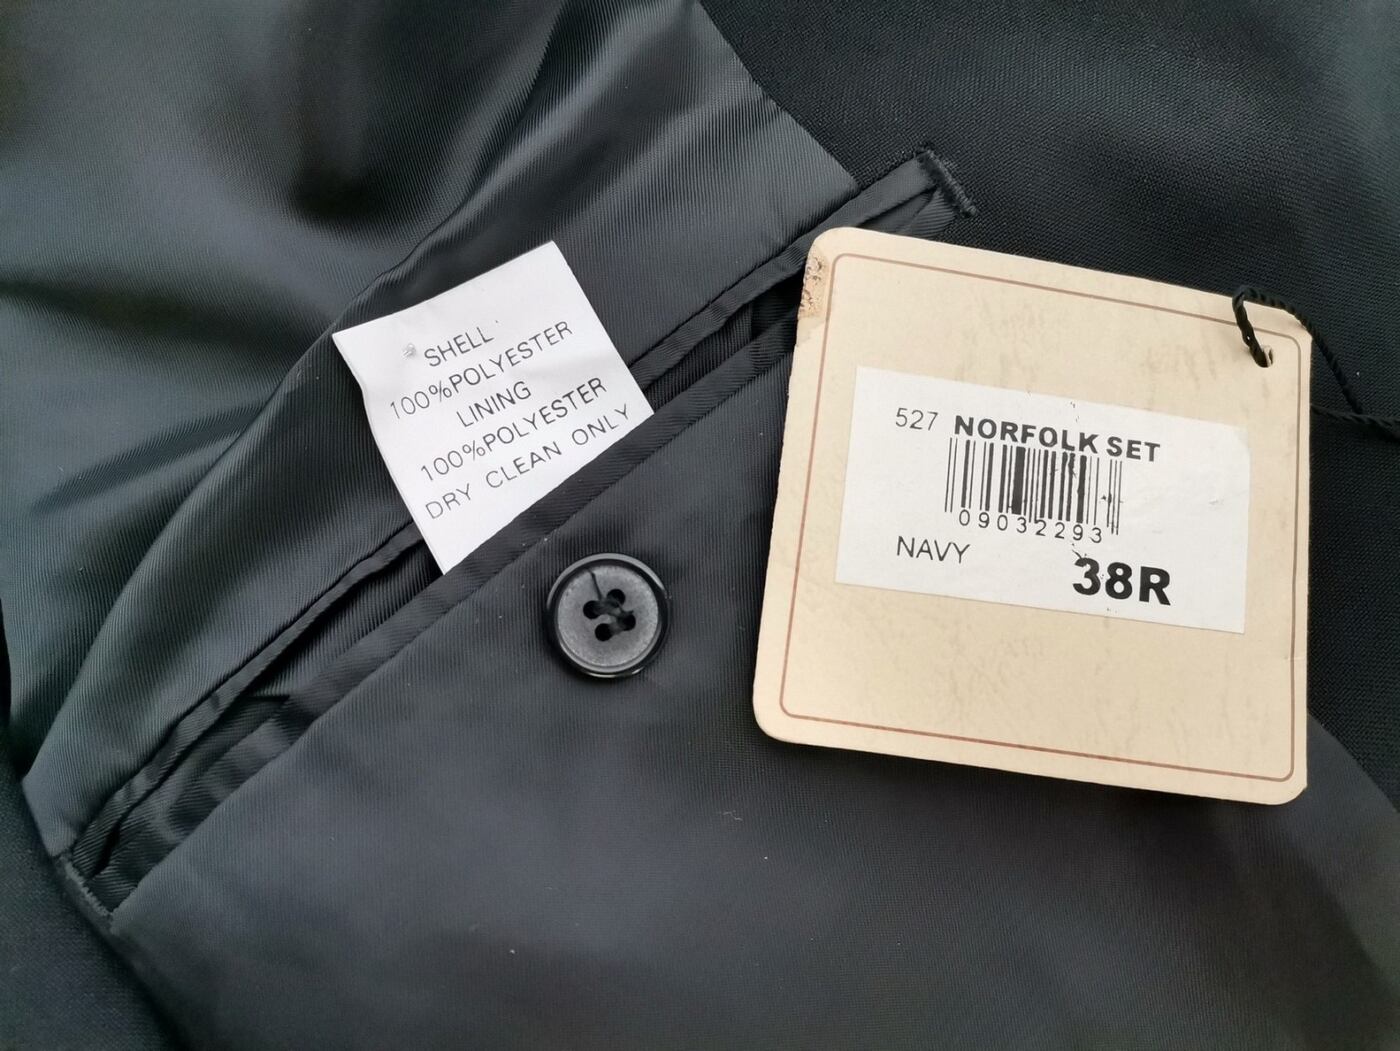 SHELL
100%POLYESTER
LINING
100%POLYESTER
DRY CLEAN ONLY
527 NORFOLK SET
09032293
NAVY
38R